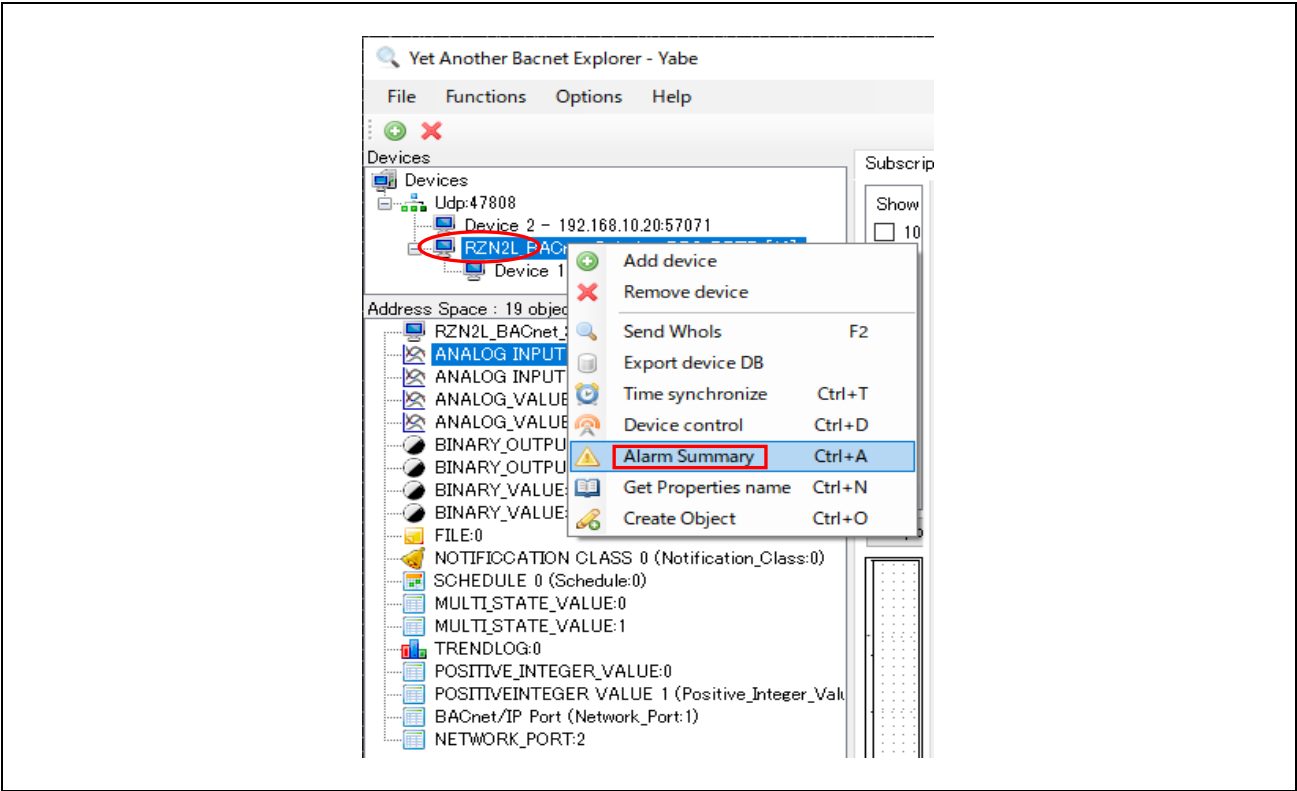 Yet Another Bacnet Explorer - Yabe
File Functions Options Help
Devices
Subscrip
Devices
Udp:47808
Show
Device 2 - 192.168.10.20:57071
10
RZN2L_BACn
Device 1
Add device
Remove device
Send WhoIs F2
Export device DB
Time synchronize Ctrl+T
Device control Ctrl+D
Alarm Summary Ctrl+A
Get Properties name Ctrl+N
Create Object Ctrl+O
Address Space : 19 objec
RZN2L_BACnet_
ANALOG INPUT
ANALOG INPUT
ANALOG_VALUE
ANALOG_VALUE
BINARY_OUTPU
BINARY_OUTPU
BINARY_VALUE:
BINARY_VALUE:
FILE:0
NOTIFICCATION CLASS 0 (Notification_Class:0)
SCHEDULE 0 (Schedule:0)
MULTI_STATE_VALUE:0
MULTI_STATE_VALUE:1
TRENDLOG:0
POSITIVE_INTEGER_VALUE:0
POSITIVEINTEGER VALUE 1 (Positive_Integer_Valu
BACnet/IP Port (Network_Port:1)
NETWORK_PORT:2